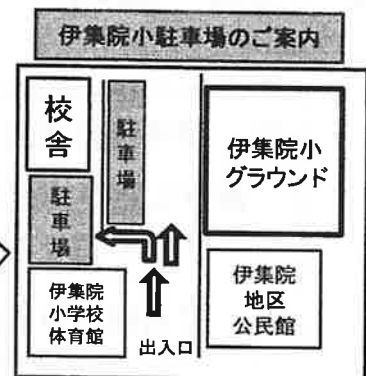 伊集院小駐車場のご案内
校
舎
駐
車
場
伊集院小
グラウンド
駐
車
場
伊集院
小学校
体育館
出入口
伊集院
地区
公民館